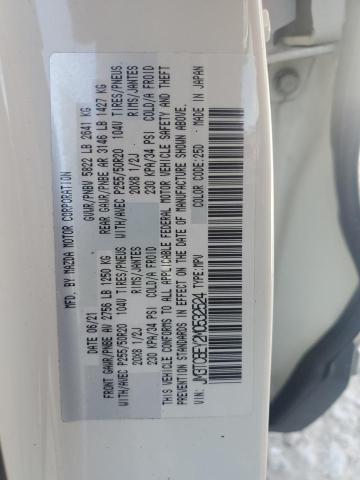 MFD. BY MAZDA MOTOR CORPORATION
DATE: 06/21 GVWR/PNBV 5822 LB 2641 KG
FRONT GAWR/PNBE AV 2756 LB 1250 KG REAR GAWR/PNBE AR 3146 LB 1427 KG
WITH/AVEC P255/50R20 104V TIRES/PNEUS WITH/AVEC P255/50R20 104V TIRES/PNEUS
20X8 1/2J RIMS/JANTES 20X8 1/2J RIMS/JANTES
230 KPA/34 PSI COLD/A FROID 230 KPA/34 PSI COLD/A FROID
THIS VEHICLE CONFORMS TO ALL APPLICABLE FEDERAL MOTOR VEHICLE SAFETY AND THEFT
PREVENTION STANDARDS IN EFFECT ON THE DATE OF MANUFACTURE SHOWN ABOVE.
VIN: JM3TCBEY2M0532524 TYPE:MPV COLOR CODE:25D MADE IN JAPAN